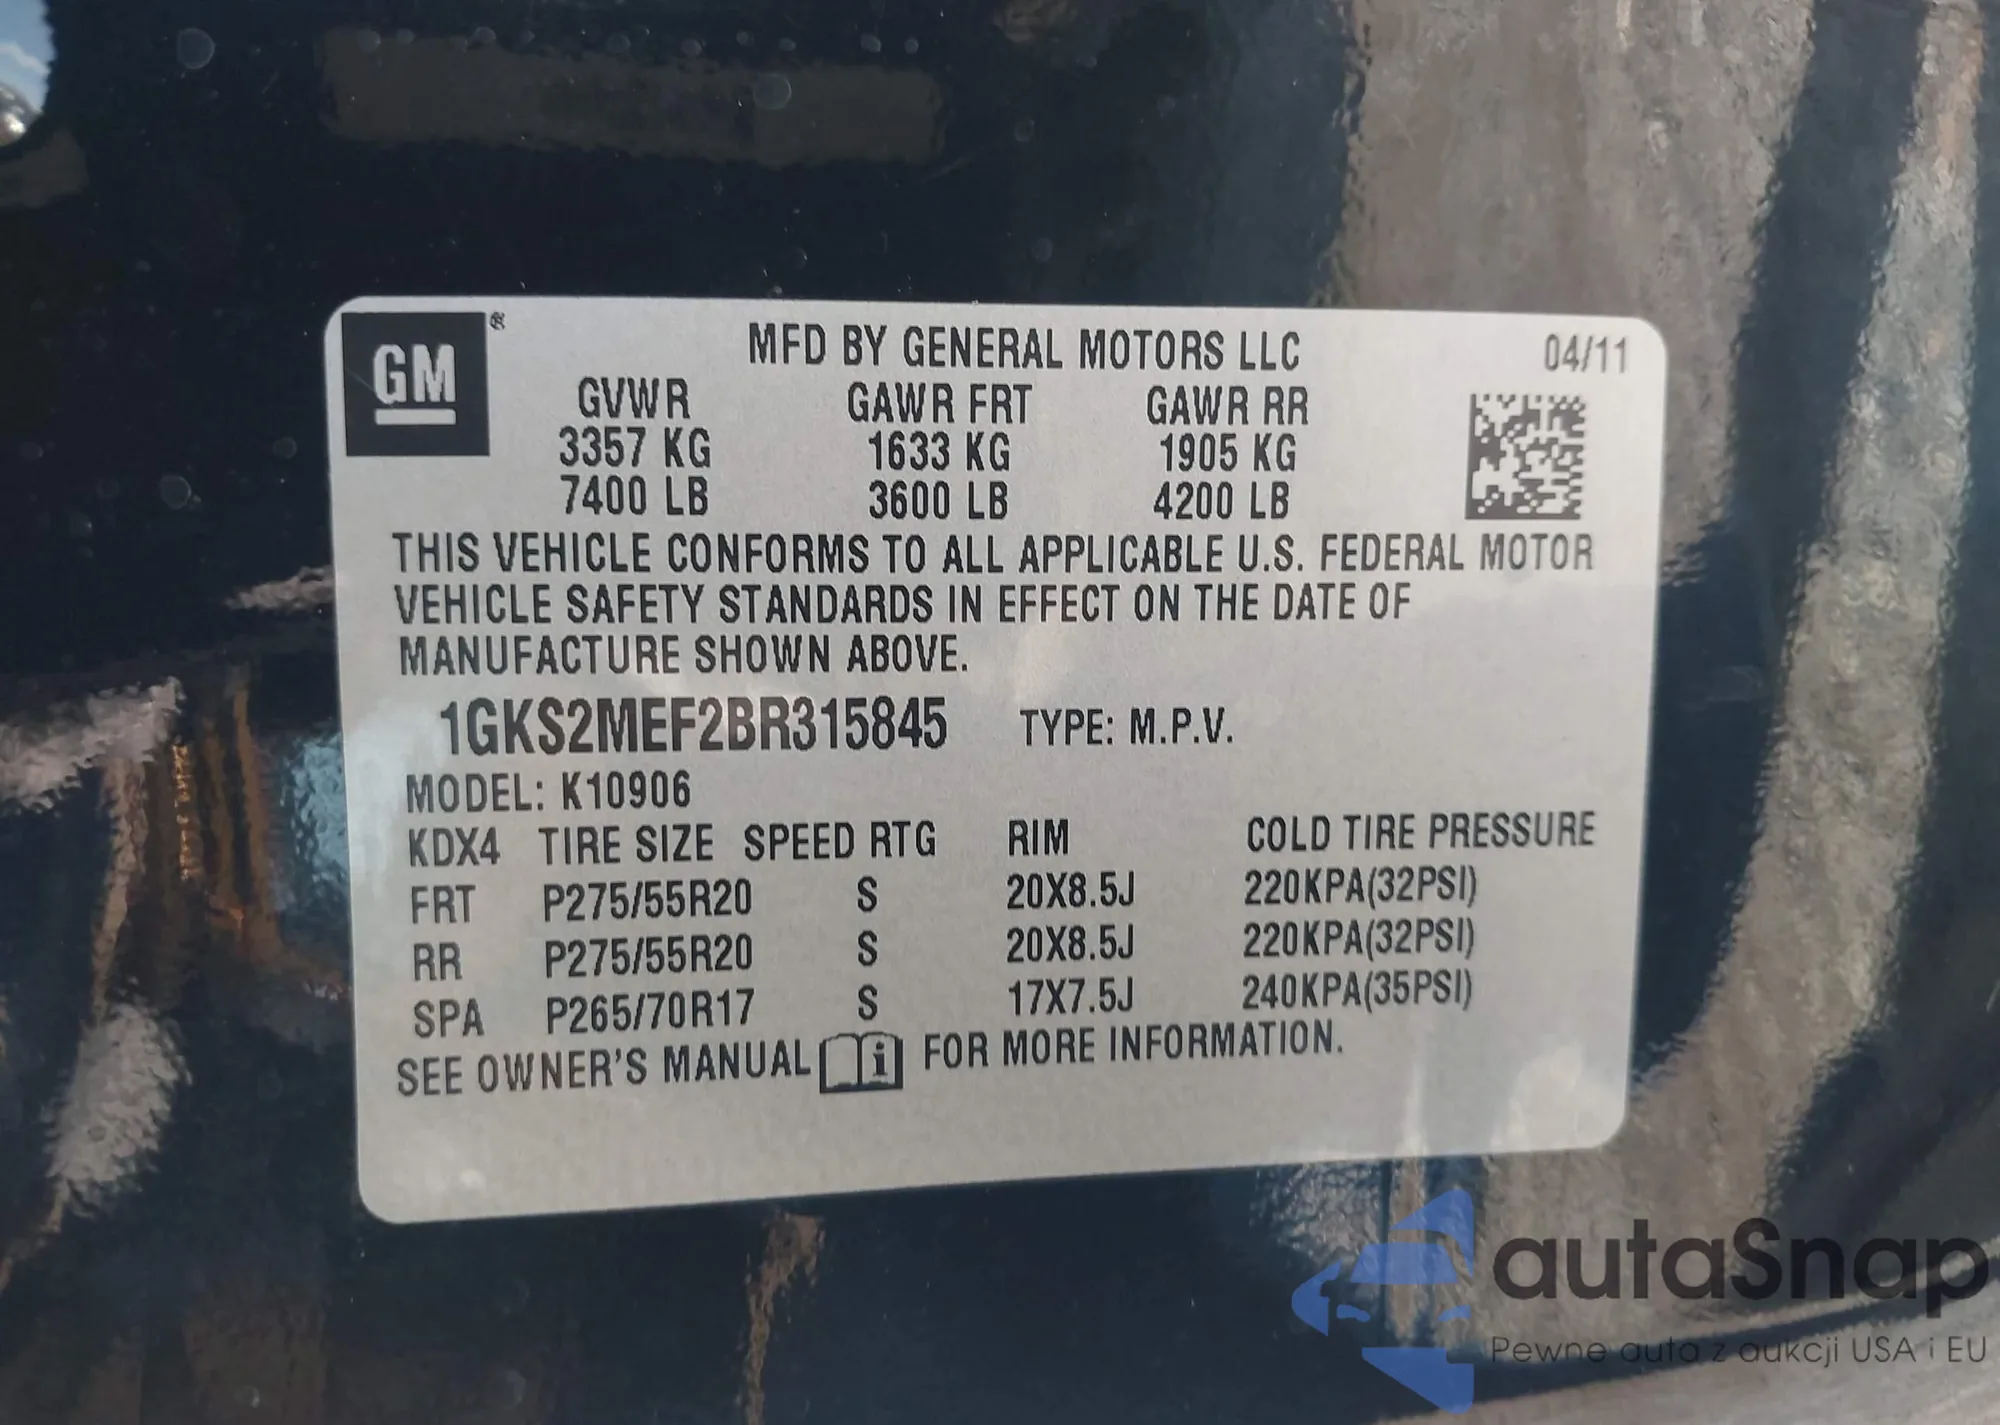 GM®
MFD BY GENERAL MOTORS LLC 04/11
GVWR GAWR FRT GAWR RR
3357 KG 1633 KG 1905 KG
7400 LB 3600 LB 4200 LB
THIS VEHICLE CONFORMS TO ALL APPLICABLE U.S. FEDERAL MOTOR
VEHICLE SAFETY STANDARDS IN EFFECT ON THE DATE OF
MANUFACTURE SHOWN ABOVE.
1GKS2MEF2BR315845 TYPE: M.P.V.
MODEL: K10906
KDX4 TIRE SIZE SPEED RTG RIM COLD TIRE PRESSURE
FRT P275/55R20 S 20X8.5J 220KPA(32PSI)
RR P275/55R20 S 20X8.5J 220KPA(32PSI)
SPA P265/70R17 S 17X7.5J 240KPA(35PSI)
SEE OWNER'S MANUAL i FOR MORE INFORMATION.
autaSnap
Pewne auta z aukcji USA i EU